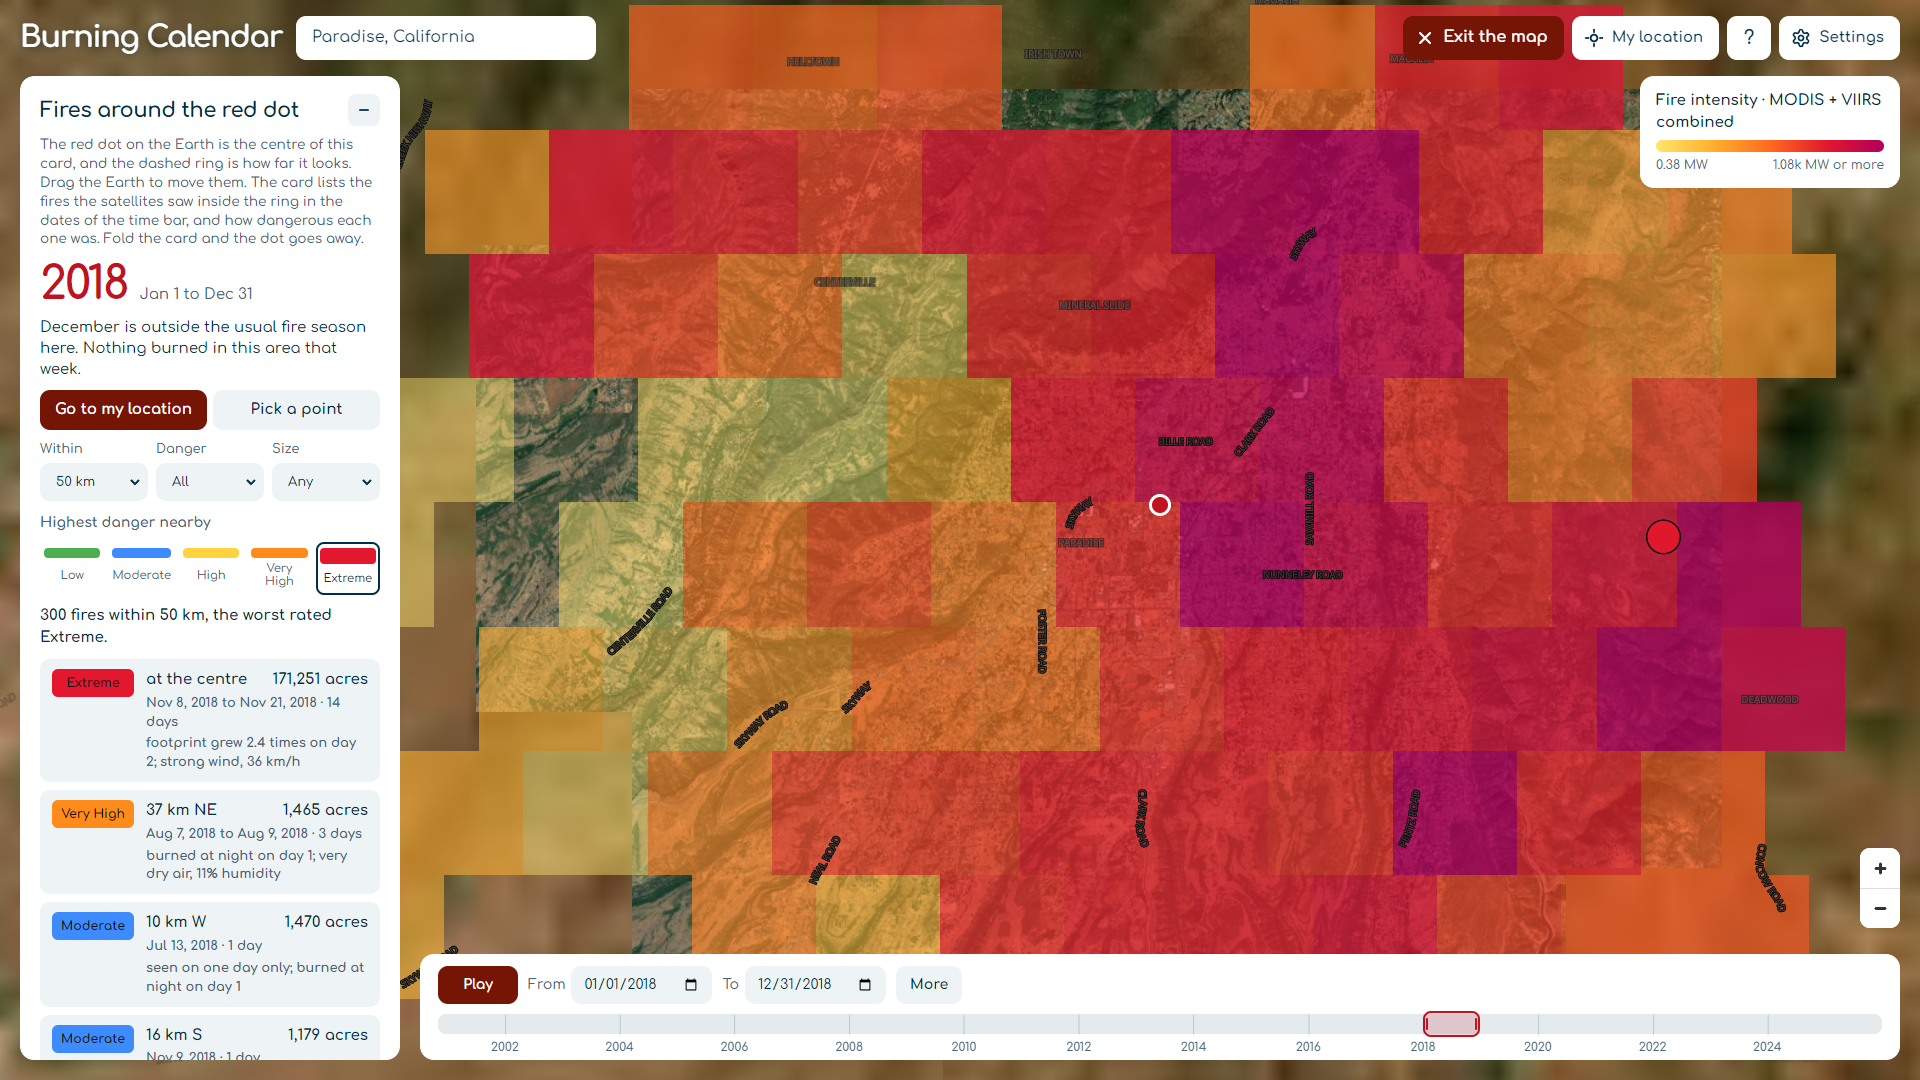 Burning Calendar
Paradise, California
Exit the map
My location
?
Settings
Fires around the red dot
The red dot on the Earth is the centre of this
card, and the dashed ring is how far it looks.
Drag the Earth to move them. The card lists the
fires the satellites saw inside the ring in the
dates of the time bar, and how dangerous each
one was. Fold the card and the dot goes away.
2018 Jan 1 to Dec 31
December is outside the usual fire season
here. Nothing burned in this area that
week.
Go to my location
Pick a point
Within Danger Size
50 km All Any
Highest danger nearby
Low Moderate High Very High Extreme
300 fires within 50 km, the worst rated
Extreme.
Extreme at the centre 171,251 acres
Nov 8, 2018 to Nov 21, 2018 · 14
days
footprint grew 2.4 times on day
2; strong wind, 36 km/h
Very High 37 km NE 1,465 acres
Aug 7, 2018 to Aug 9, 2018 · 3 days
burned at night on day 1; very
dry air, 11% humidity
Moderate 10 km W 1,470 acres
Jul 13, 2018 · 1 day
seen on one day only; burned at
night on day 1
Moderate 16 km S 1,179 acres
Nov 9, 2018 · 1 day
Fire intensity · MODIS + VIIRS
combined
0.38 MW 1.08k MW or more
HELLTOWN
IRISH TOWN
SKYWAY
CENTERVILLE
MINERAL SLIDE
BILLE ROAD
CLARK ROAD
SAWMILL ROAD
SKYWAY
PARADISE
NUNNELEY ROAD
CENTERVILLE ROAD
FOSTER ROAD
SKYWAY ROAD
SKYWAY
DEADWOOD
NEAL ROAD
CLARK ROAD
PENTZ ROAD
CONCOW ROAD
+
−
Play From 01/01/2018 To 12/31/2018 More
2002 2004 2006 2008 2010 2012 2014 2016 2018 2020 2022 2024